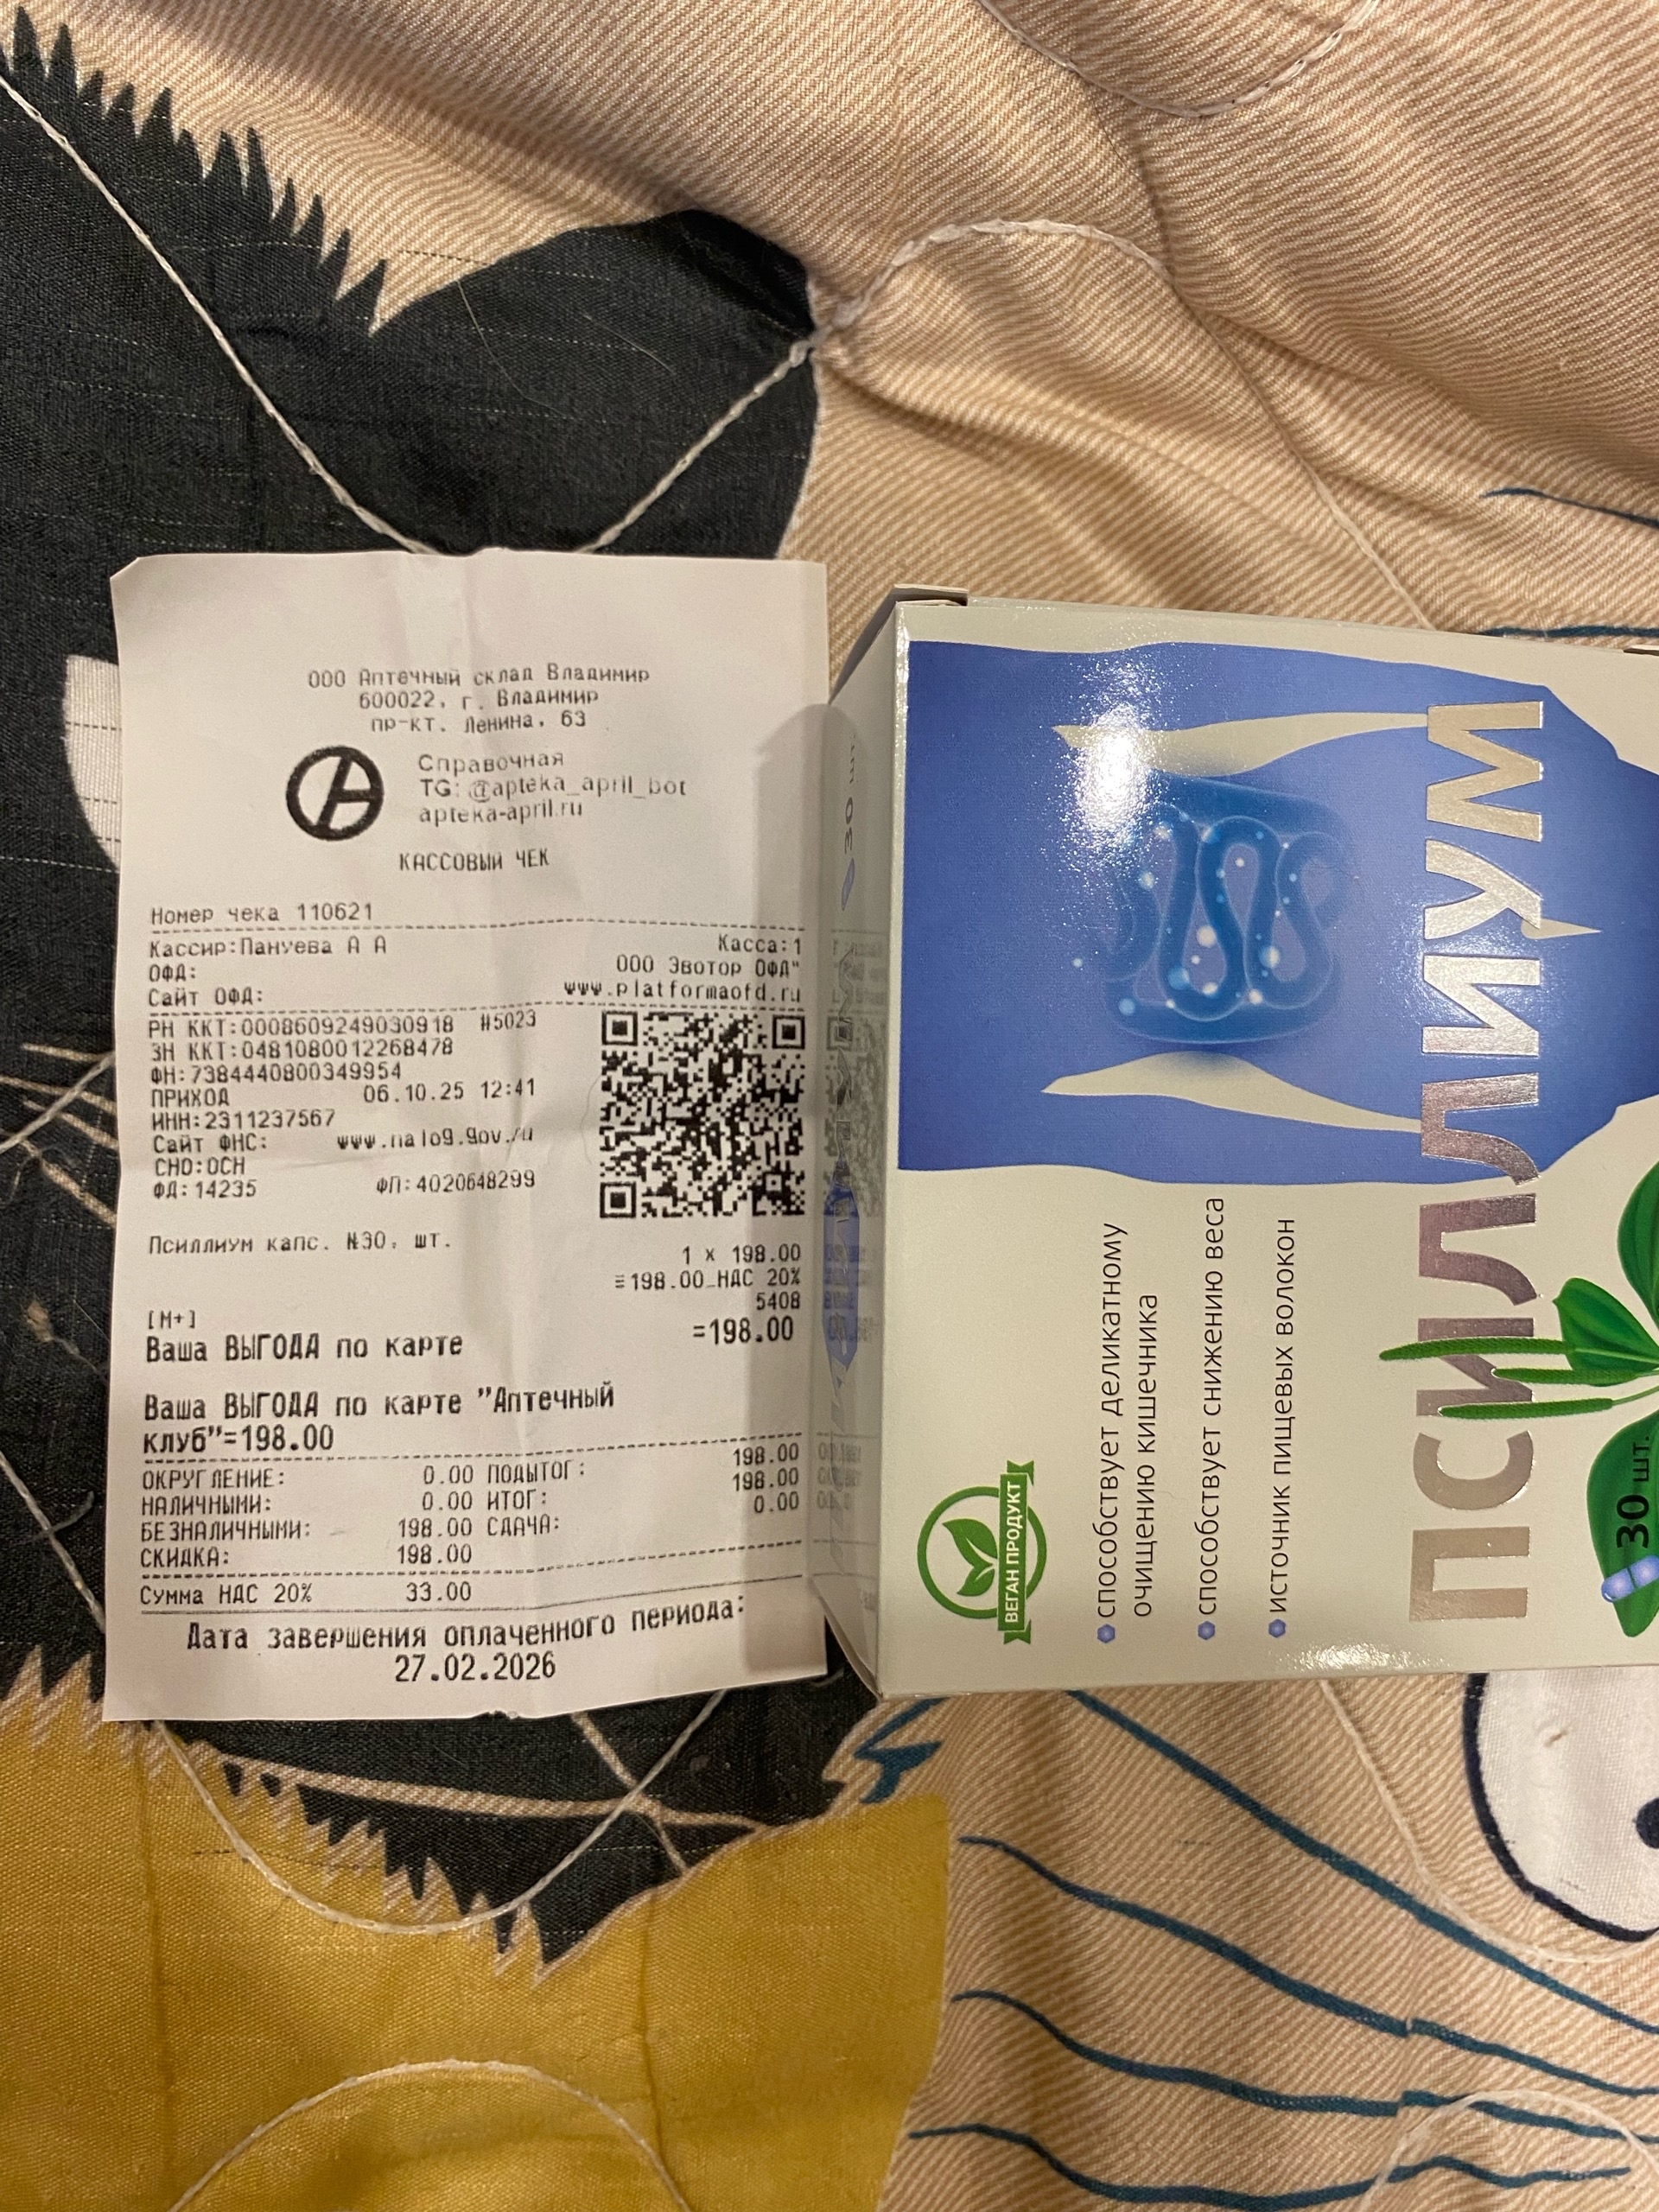 ООО Аптечный склад Владимир
600022, г. Владимир
пр-кт. Ленина, 63
Справочная
TG: @apteka_april_bot
apteka-april.ru
КАССОВЫЙ ЧЕК
Номер чека 110621
Кассир:Пануева А А Касса:1
ОФД: ООО Эвотор ОФД"
Сайт ОФД: www.platformaofd.ru
РН ККТ:0008609249030918 #5023
ЗН ККТ:0481080012268478
ФН:7384440800349954
ПРИХОД 06.10.25 12:41
ИНН:2311237567
Сайт ФНС: www.nalog.gov.ru
СНО:ОСН
ФД:14235 ФП:4020648299
Псиллиум капс. №30, шт.
1 x 198.00
≡198.00_НДС 20%
5408
[М+]
Ваша ВЫГОДА по карте =198.00
Ваша ВЫГОДА по карте "Аптечный
клуб"=198.00
ОКРУГЛЕНИЕ: 0.00 ПОДЫТОГ: 198.00
НАЛИЧНЫМИ: 0.00 ИТОГ: 198.00
БЕЗНАЛИЧНЫМИ: 198.00 СДАЧА: 0.00
СКИДКА: 198.00
Сумма НДС 20% 33.00
Дата завершения оплаченного периода:
27.02.2026
30 шт.
ВЕГАН ПРОДУКТ
способствует деликатному
очищению кишечника
способствует снижению веса
источник пищевых волокон
ПСИЛЛИУМ
30 шт.